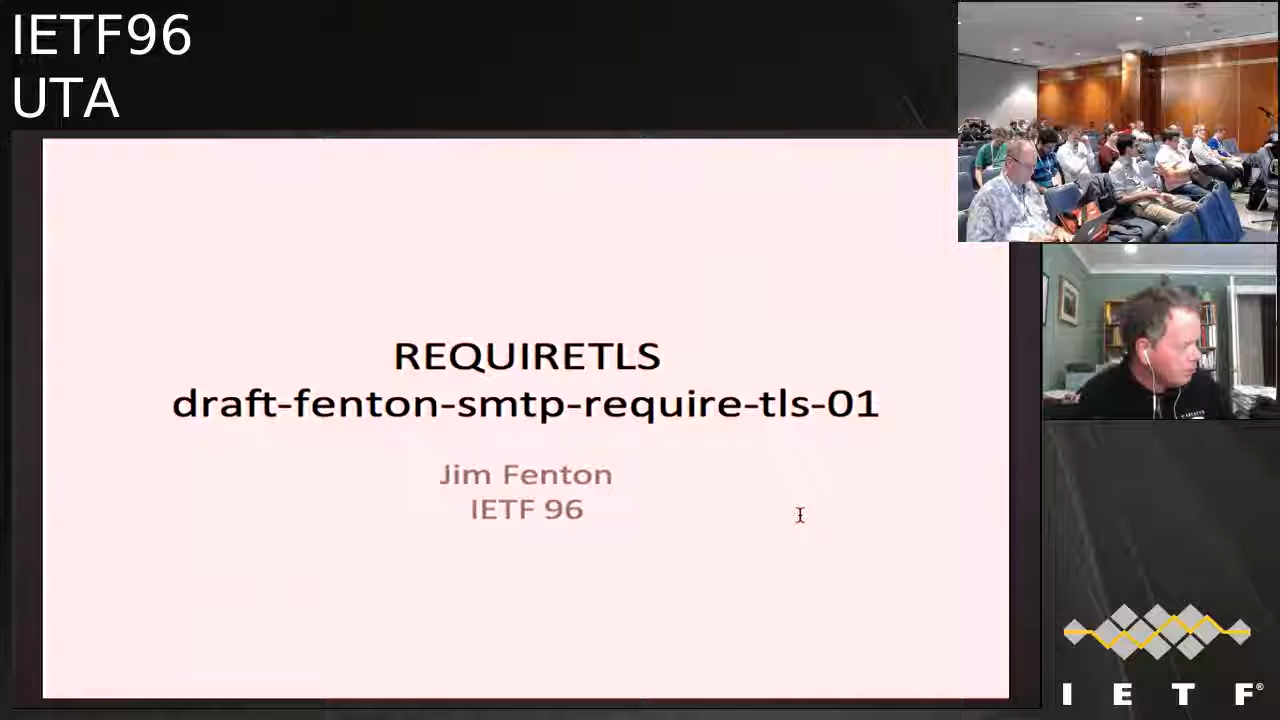 IETF96
UTA
REQUIRETLS
draft-fenton-smtp-require-tls-01
Jim Fenton
IETF 96
I E T F®